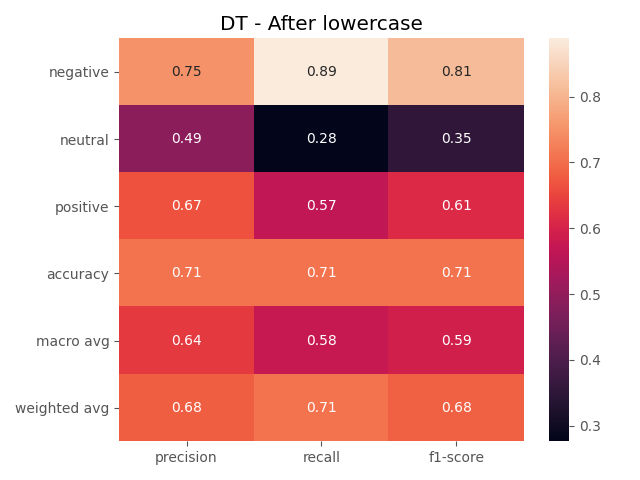 DT - After lowercase
negative 0.75 0.89 0.81
neutral 0.49 0.28 0.35
positive 0.67 0.57 0.61
accuracy 0.71 0.71 0.71
macro avg 0.64 0.58 0.59
weighted avg 0.68 0.71 0.68
precision recall f1-score
0.8
0.7
0.6
0.5
0.4
0.3